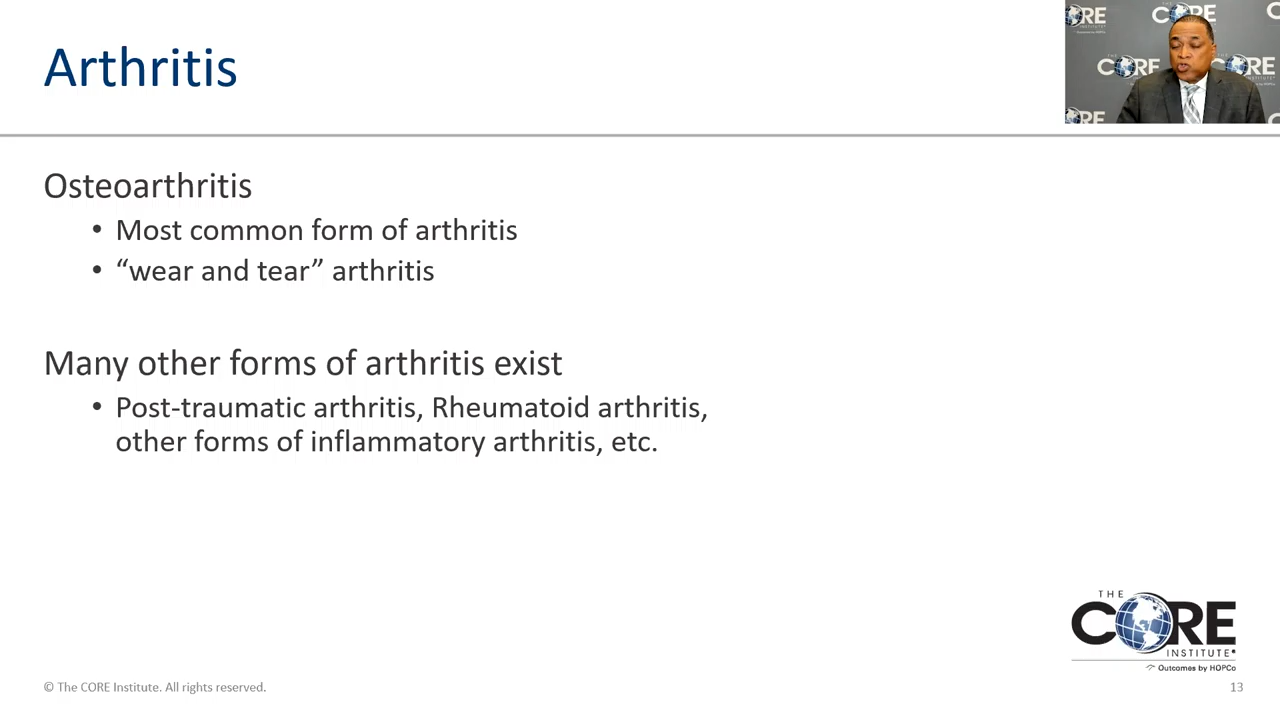 Arthritis
Osteoarthritis
• Most common form of arthritis
• “wear and tear” arthritis
Many other forms of arthritis exist
• Post-traumatic arthritis, Rheumatoid arthritis,
other forms of inflammatory arthritis, etc.
THE
CORE
INSTITUTE
Outcomes by HOPCo
© The CORE Institute. All rights reserved.
13